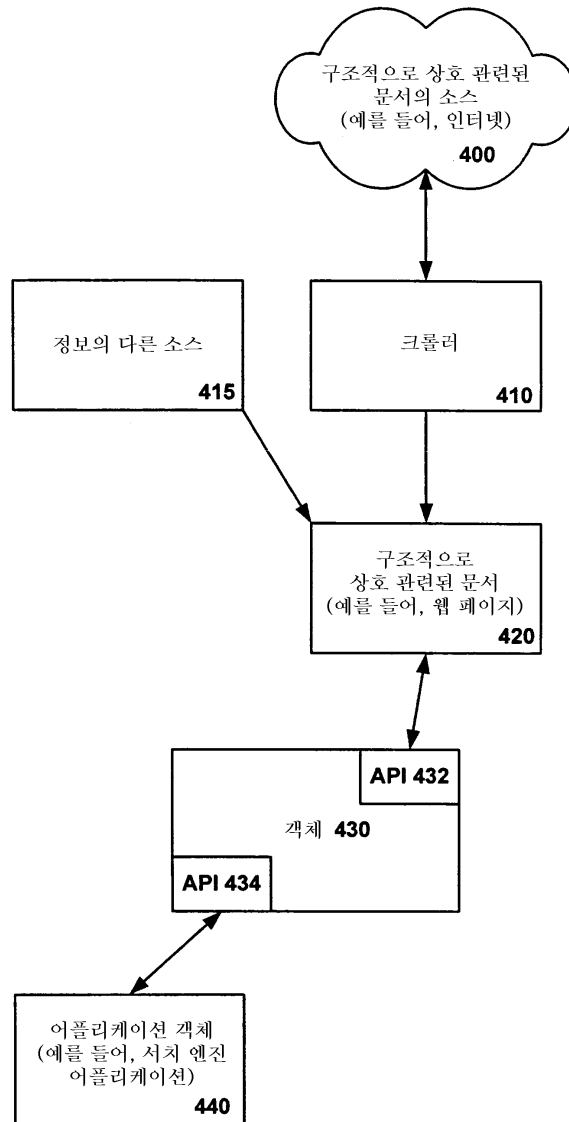 구조적으로 상호 관련된
문서의 소스
(예를 들어, 인터넷)
400
정보의 다른 소스
415
크롤러
410
구조적으로
상호 관련된 문서
(예를 들어, 웹 페이지)
420
API 432
객체 430
API 434
어플리케이션 객체
(예를 들어, 서치 엔진
어플리케이션)
440